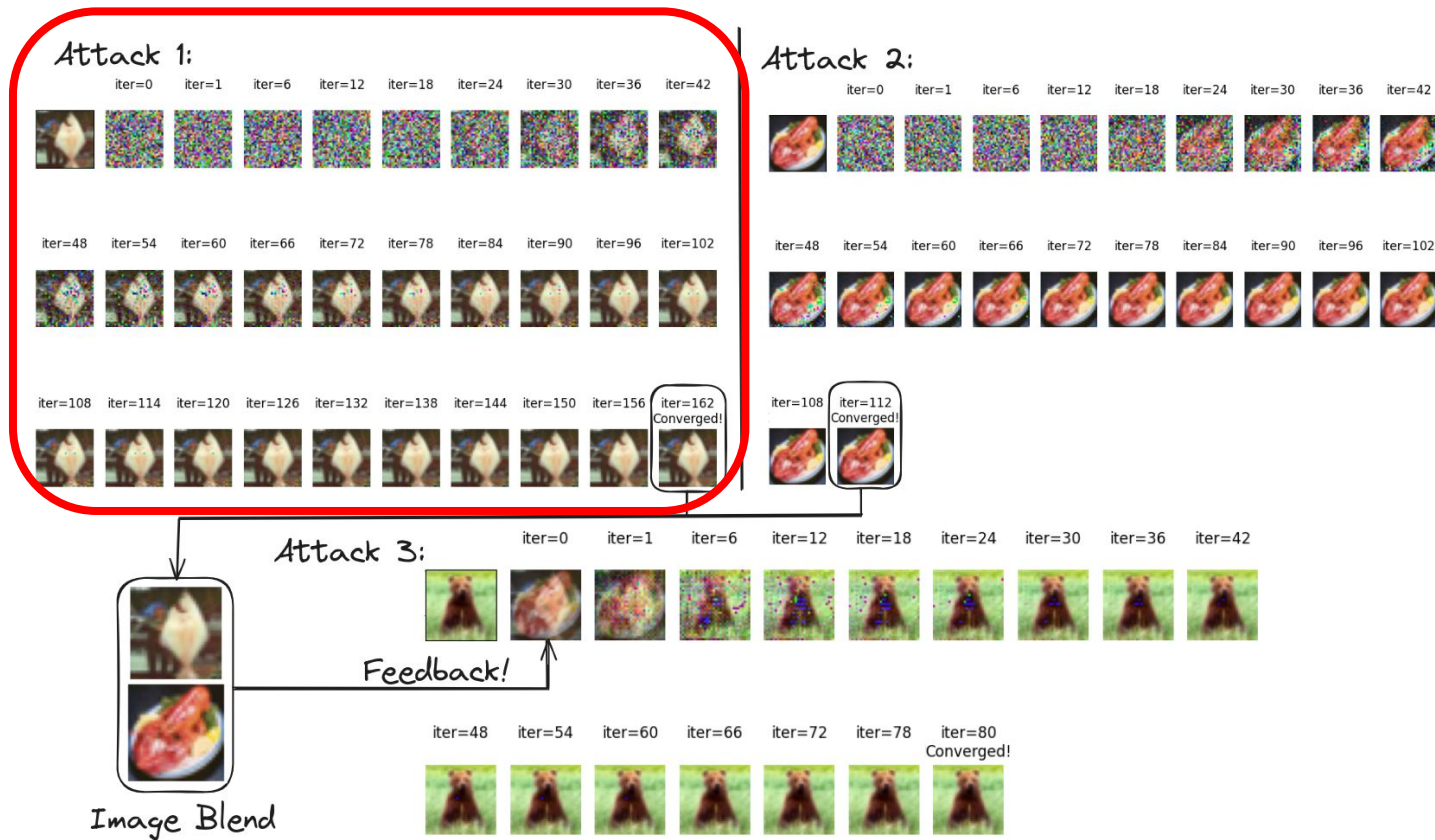 Attack 1:
iter=0 iter=1 iter=6 iter=12 iter=18 iter=24 iter=30 iter=36 iter=42
iter=48 iter=54 iter=60 iter=66 iter=72 iter=78 iter=84 iter=90 iter=96 iter=102
iter=108 iter=114 iter=120 iter=126 iter=132 iter=138 iter=144 iter=150 iter=156 iter=162
Converged!
Attack 2:
iter=0 iter=1 iter=6 iter=12 iter=18 iter=24 iter=30 iter=36 iter=42
iter=48 iter=54 iter=60 iter=66 iter=72 iter=78 iter=84 iter=90 iter=96 iter=102
iter=108 iter=112
Converged!
Attack 3:
iter=0 iter=1 iter=6 iter=12 iter=18 iter=24 iter=30 iter=36 iter=42
Feedback!
iter=48 iter=54 iter=60 iter=66 iter=72 iter=78 iter=80
Converged!
Image Blend